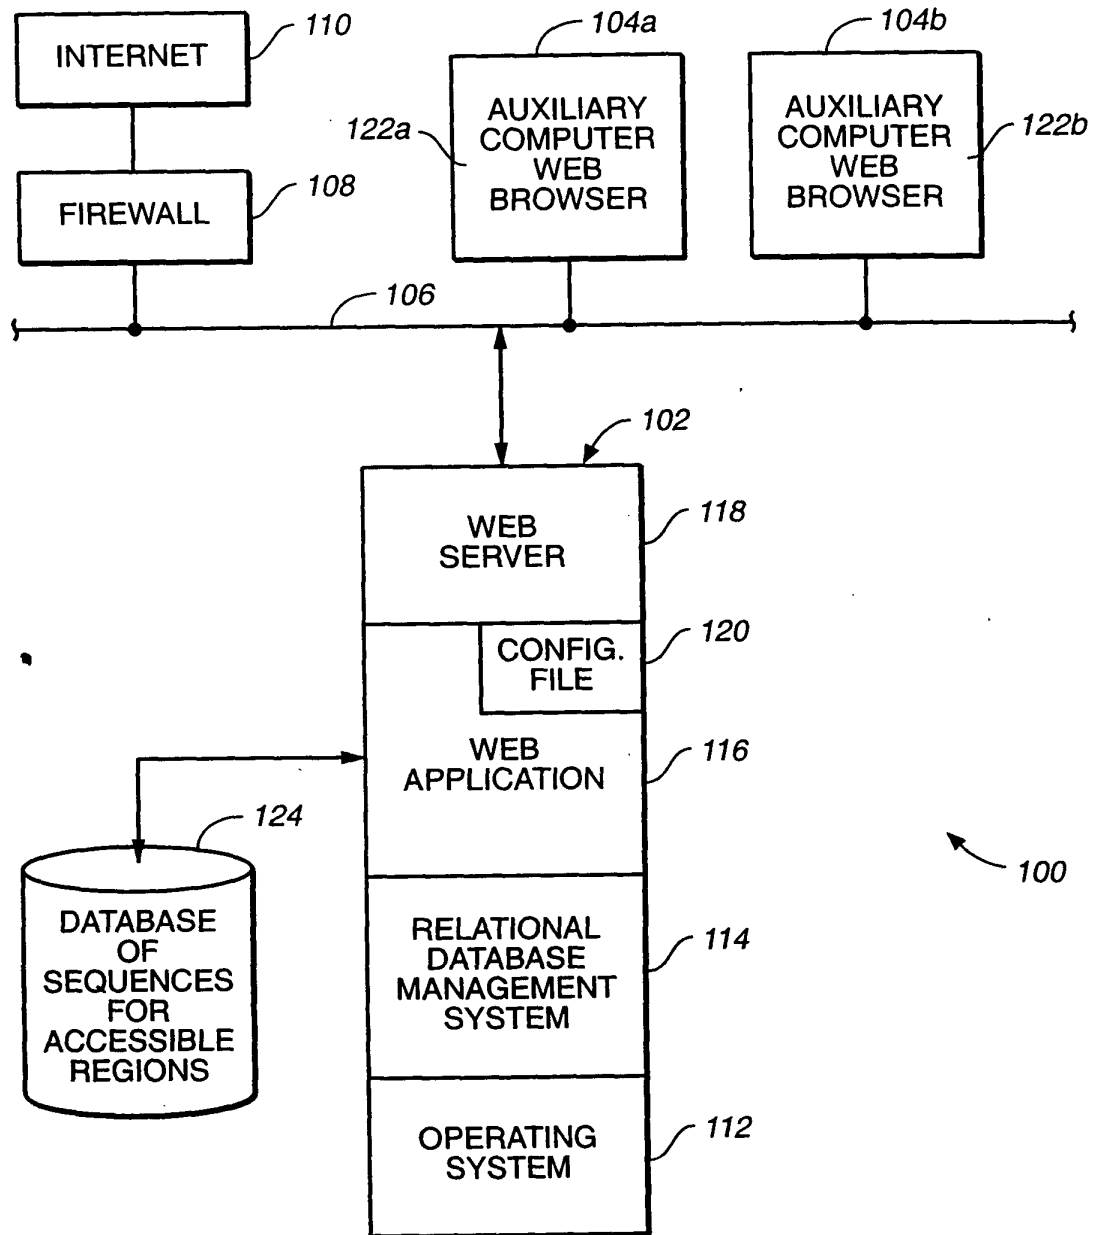 INTERNET
110
104a
104b
AUXILIARY
COMPUTER
WEB
BROWSER
122a
AUXILIARY
COMPUTER
WEB
BROWSER
122b
FIREWALL
108
106
102
WEB
SERVER
118
CONFIG.
FILE
120
WEB
APPLICATION
116
124
DATABASE
OF
SEQUENCES
FOR
ACCESSIBLE
REGIONS
100
RELATIONAL
DATABASE
MANAGEMENT
SYSTEM
114
OPERATING
SYSTEM
112